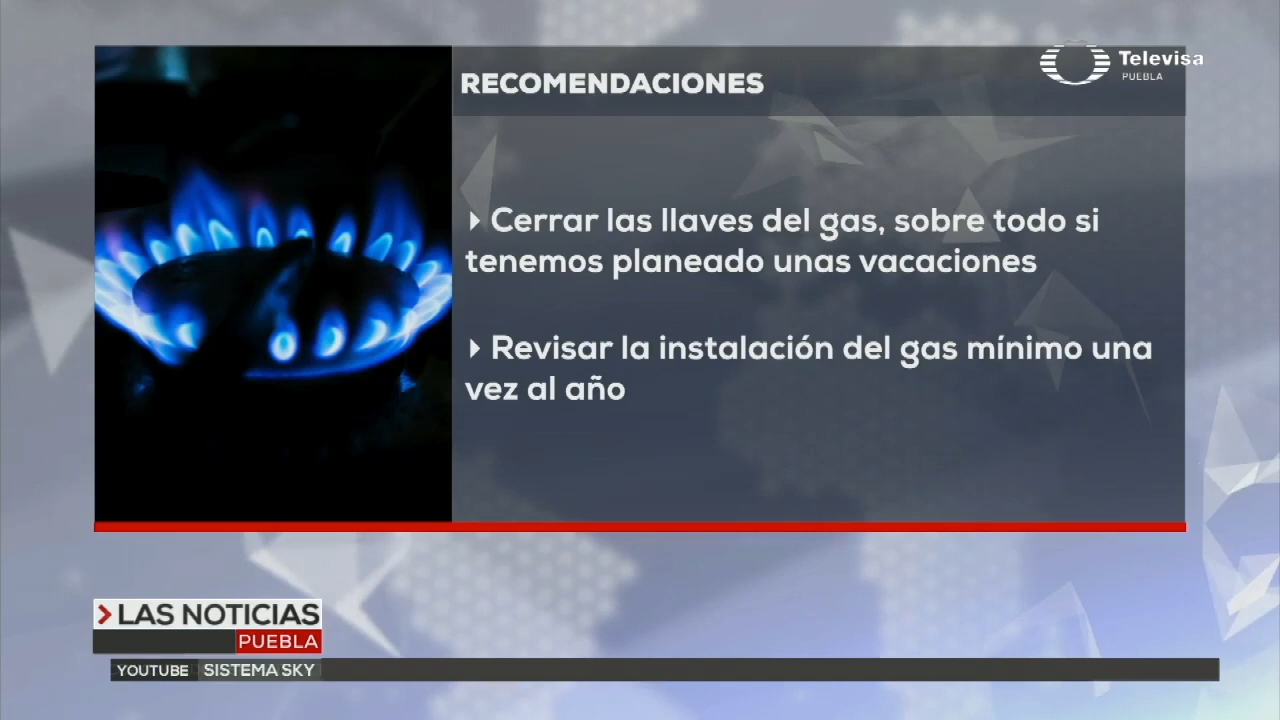 Televisa
PUEBLA
RECOMENDACIONES
Cerrar las llaves del gas, sobre todo si
tenemos planeado unas vacaciones
Revisar la instalación del gas mínimo una
vez al año
LAS NOTICIAS
PUEBLA
YOUTUBE SISTEMA SKY